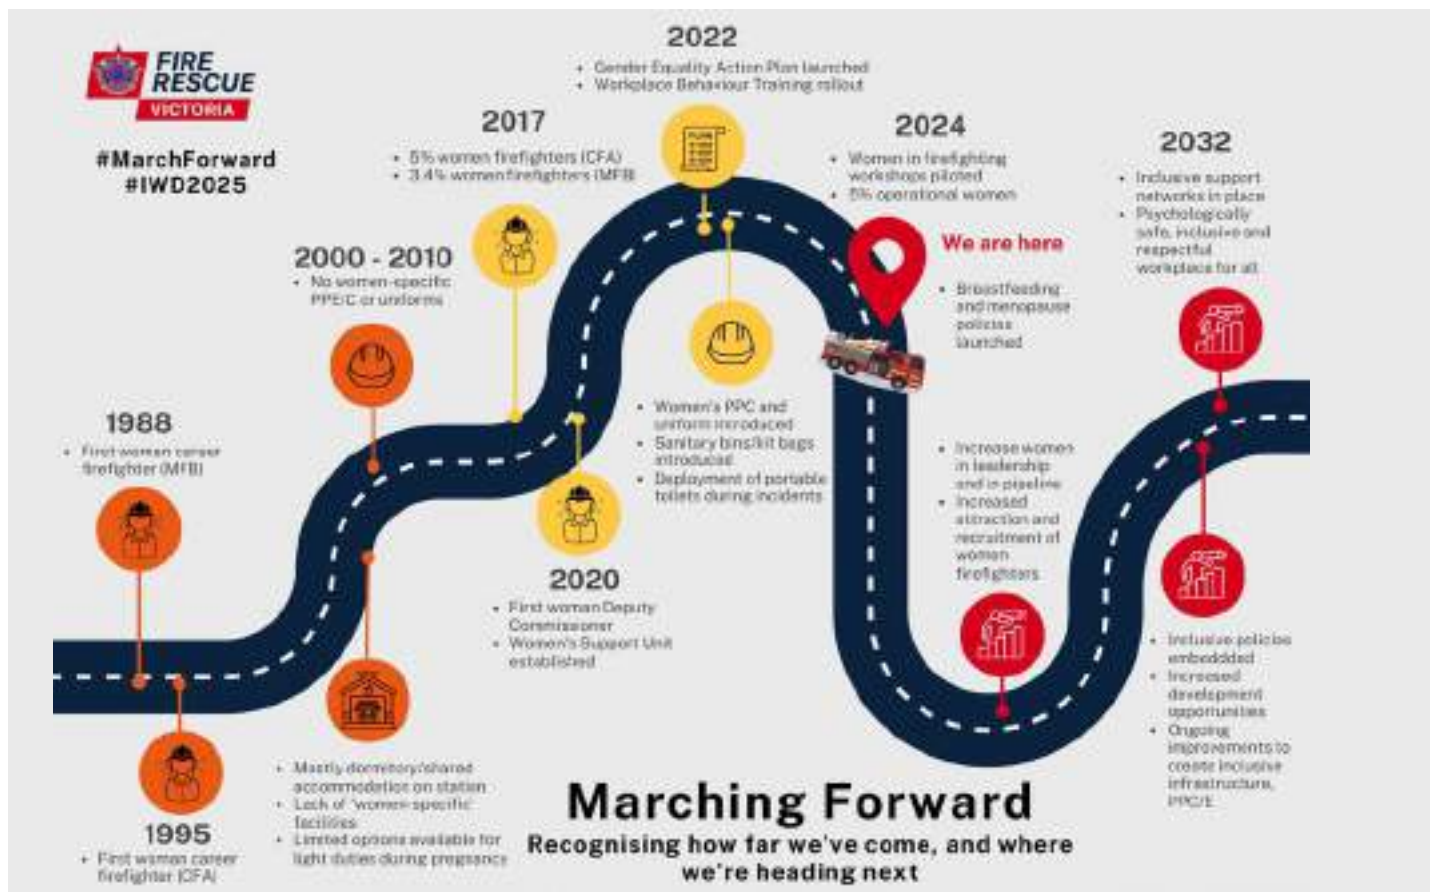 FIRE
RESCUE
VICTORIA
#MarchForward
#IWD2025
1988
• First woman career
firefighter (MFB)
1995
• First woman career
firefighter (CFA)
2000 - 2010
• No women-specific
PPE/C or uniforms
• Mostly dormitory/shared
accommodation on station
• Lack of 'women-specific'
facilities
• Limited options available for
light duties during pregnancy
2017
• 5% women firefighters (CFA)
• 3.4% women firefighters (MFB)
2020
• First woman Deputy
Commissioner
• Women's Support Unit
established
2022
• Gender Equality Action Plan launched
• Workplace Behaviour Training rollout
PLAN
• Women's PPC and
uniform introduced
• Sanitary bins/kit bags
introduced
• Deployment of portable
toilets during incidents
2024
• Women in firefighting
workshops piloted
• 5% operational women
We are here
• Breastfeeding
and menopause
policies
launched
• Increase women
in leadership
and in pipeline
• Increased
attraction and
recruitment of
women
firefighters
2032
• Inclusive support
networks in place
• Psychologically
safe, inclusive and
respectful
workplace for all
• Inclusive policies
embeddded
• Increased
development
opportunities
• Ongoing
improvements to
create inclusive
infrastructure,
PPC/E
Marching Forward
Recognising how far we've come, and where
we're heading next